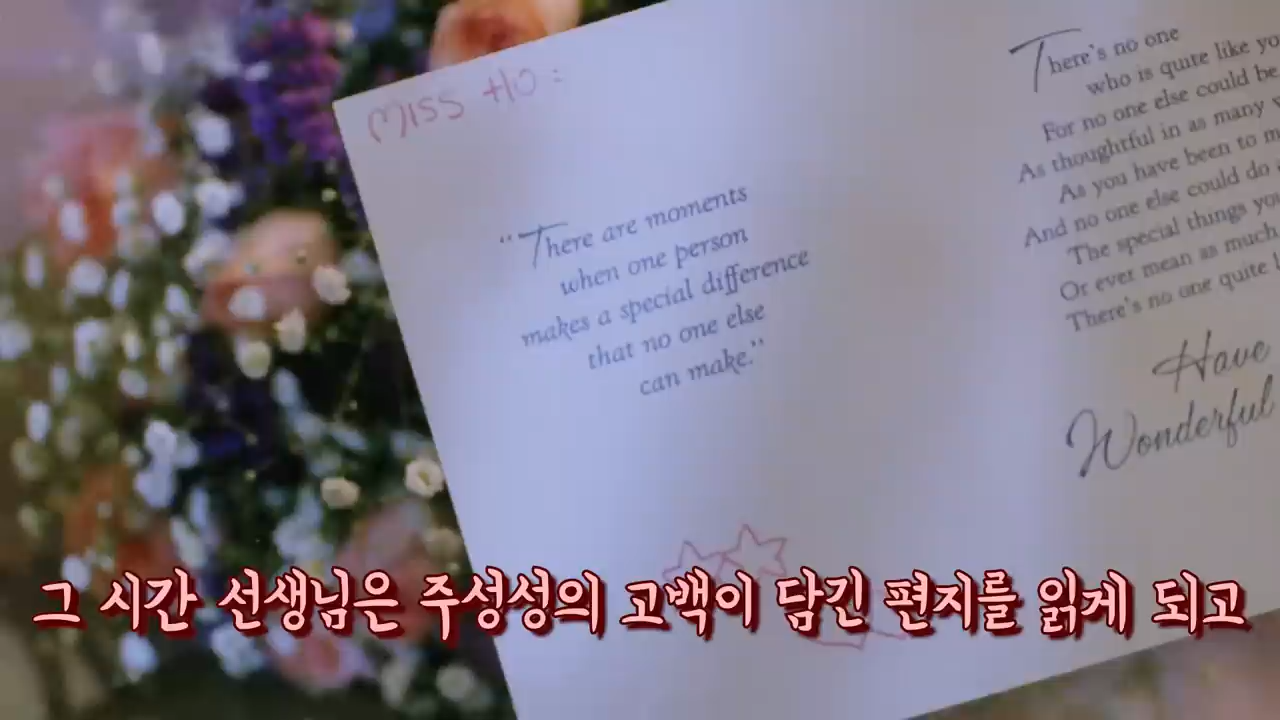 MISS HO:
"There are moments
when one person
makes a special difference
that no one else
can make."
There's no one
who is quite like
For no one else could be
As thoughtful in as many
As you have been to
And no one else could do
The special things
Or ever mean as much
There's no one quite
Have
Wonderful
그 시간 선생님은 주성성의 고백이 담긴 편지를 읽게 되고